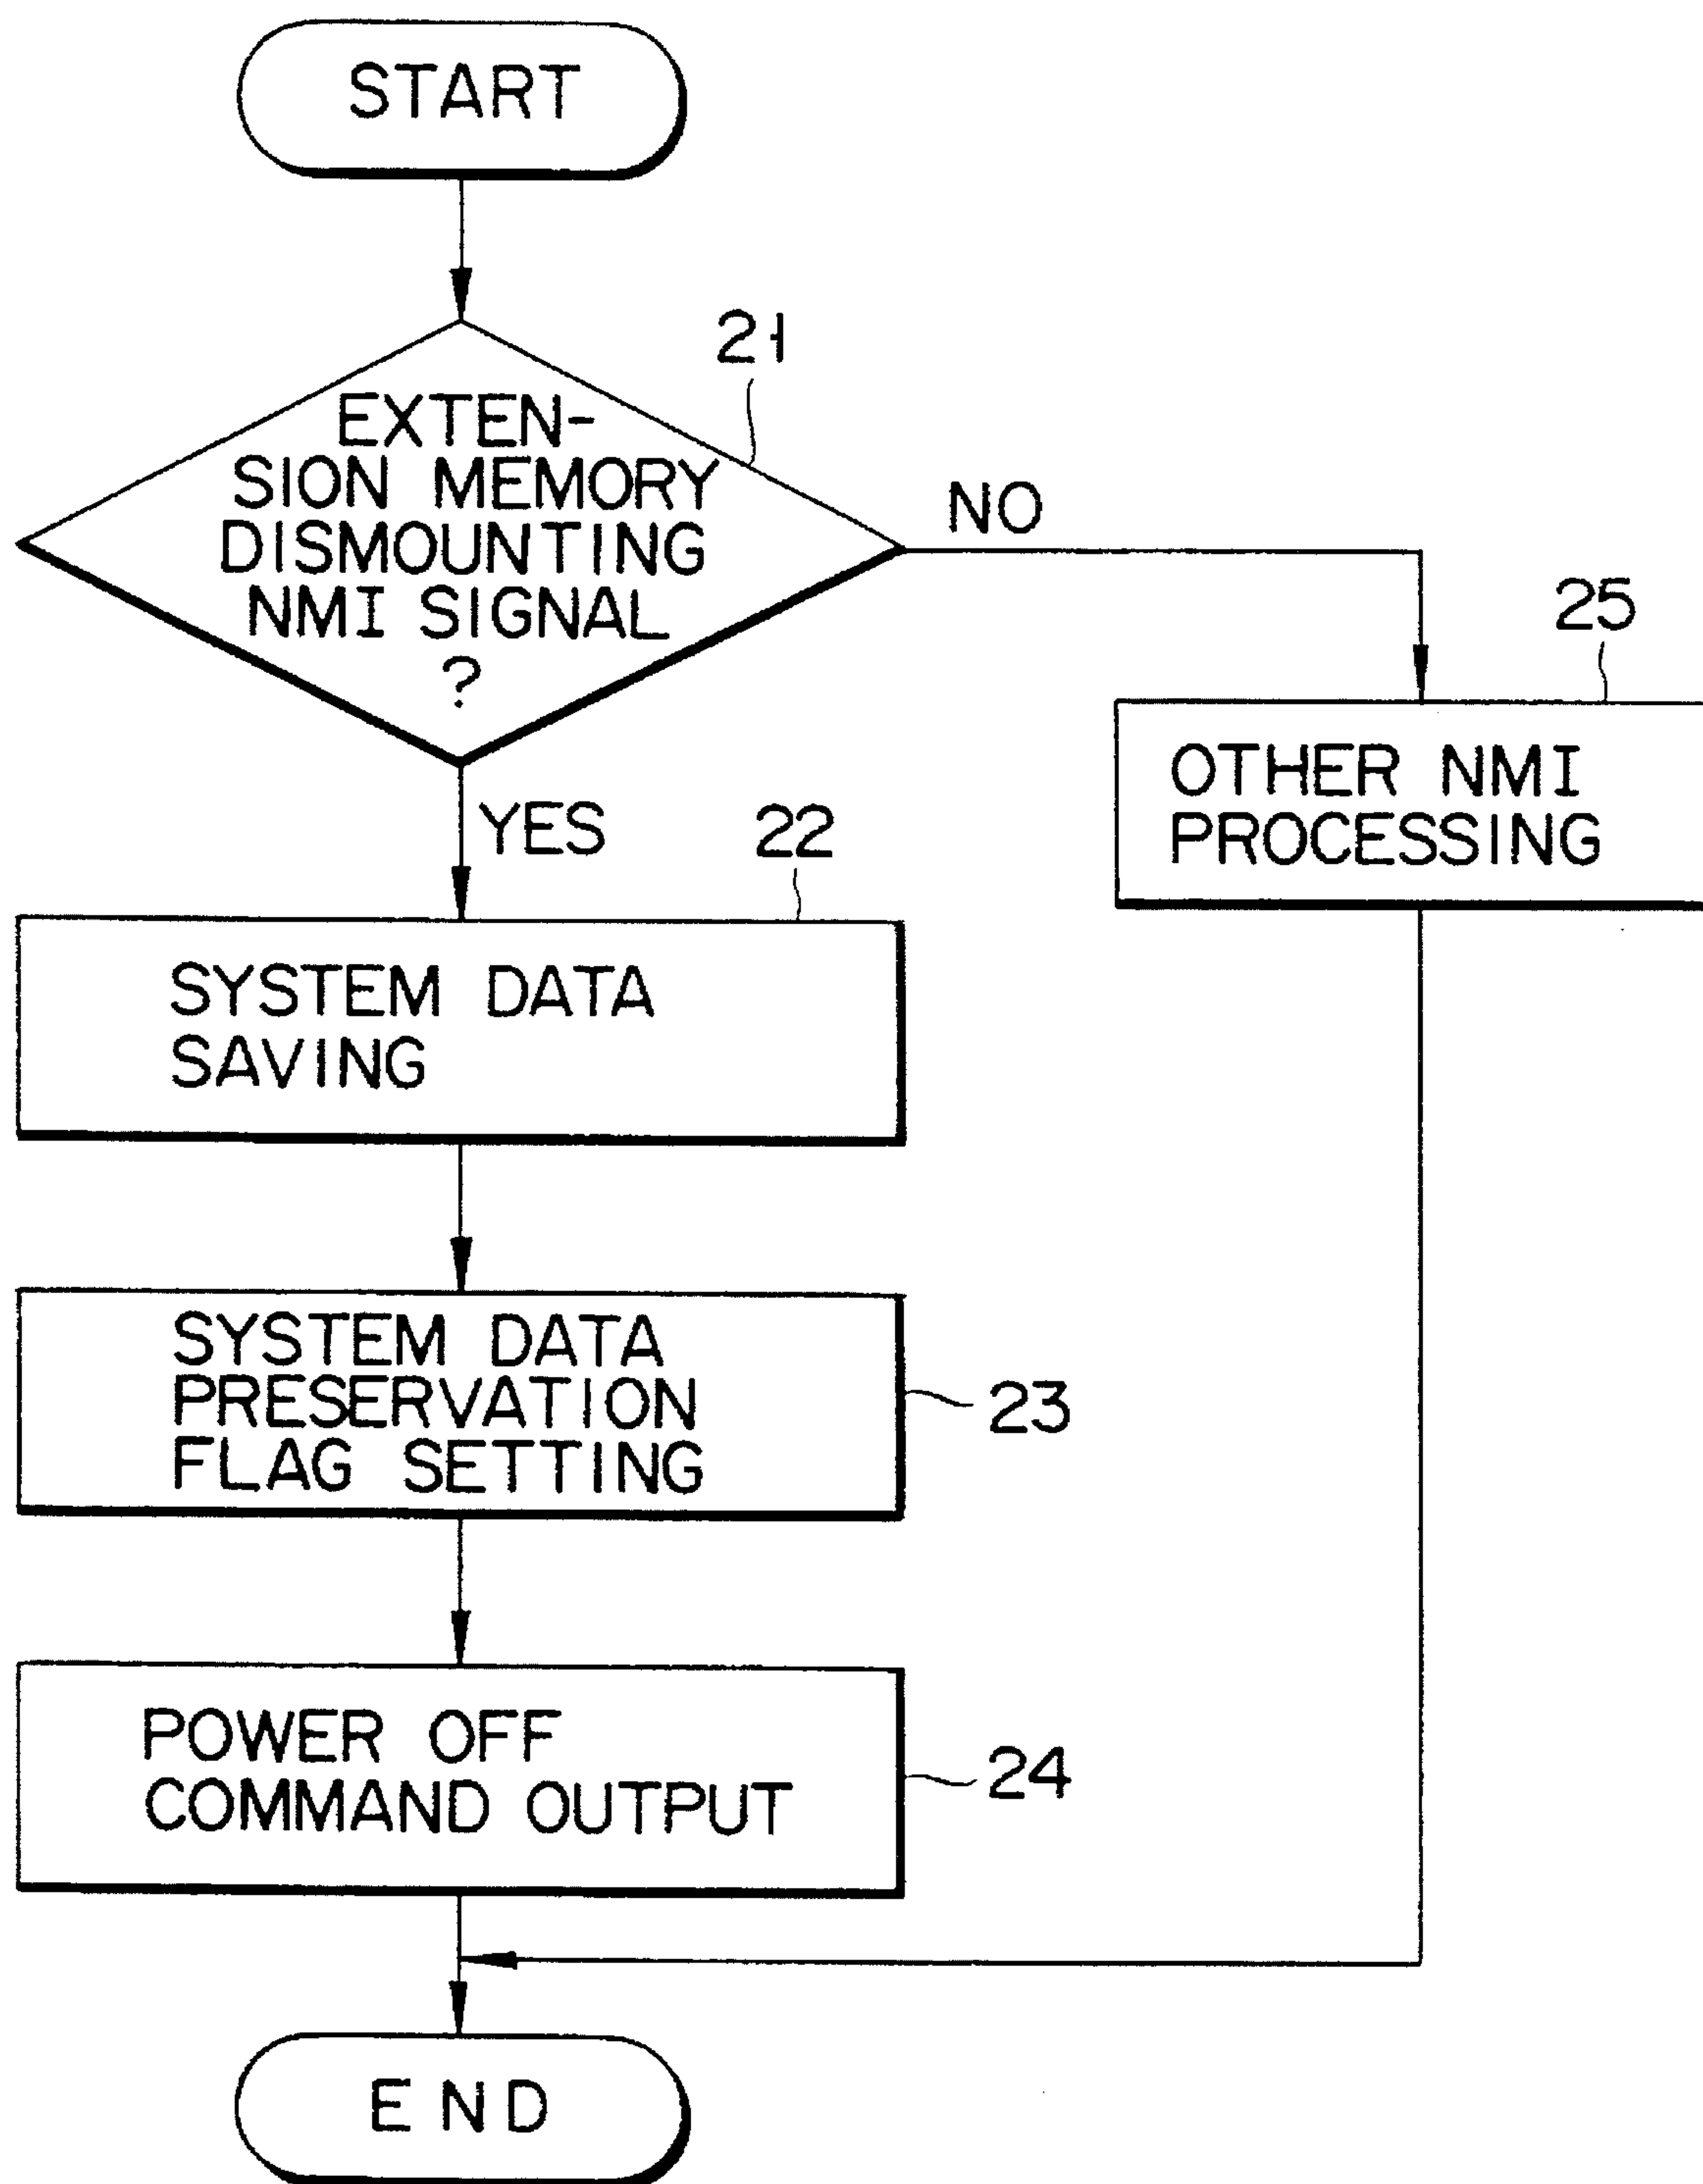 START
21
EXTEN-
SION MEMORY
DISMOUNTING
NMI SIGNAL
?
NO
25
OTHER NMI
PROCESSING
YES
22
SYSTEM DATA
SAVING
SYSTEM DATA
PRESERVATION
FLAG SETTING
23
POWER OFF
COMMAND OUTPUT
24
END